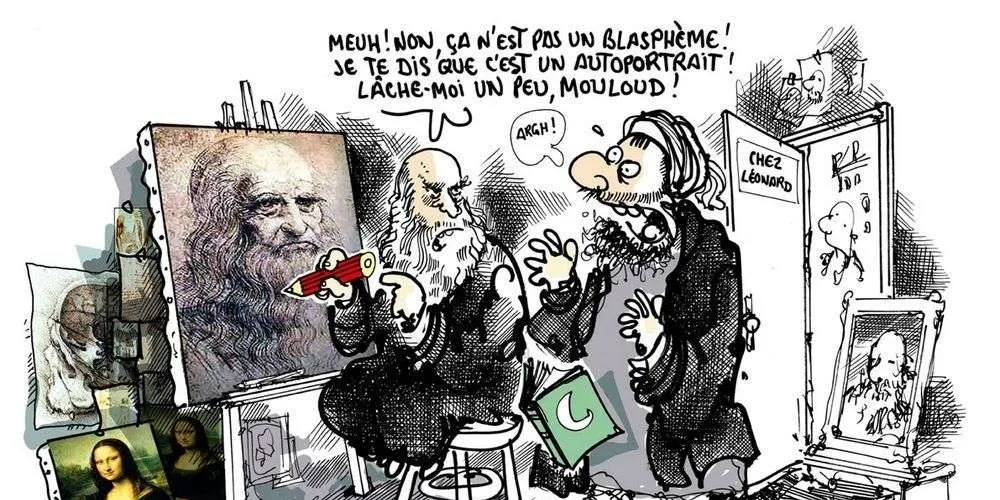 MEUH! NON, ÇA N'EST PAS UN BLASPHÈME!
JE TE DIS QUE C'EST UN AUTOPORTRAIT!
LÂCHE-MOI UN PEU, MOULOUD!
ARGH!
CHEZ
LÉONARD